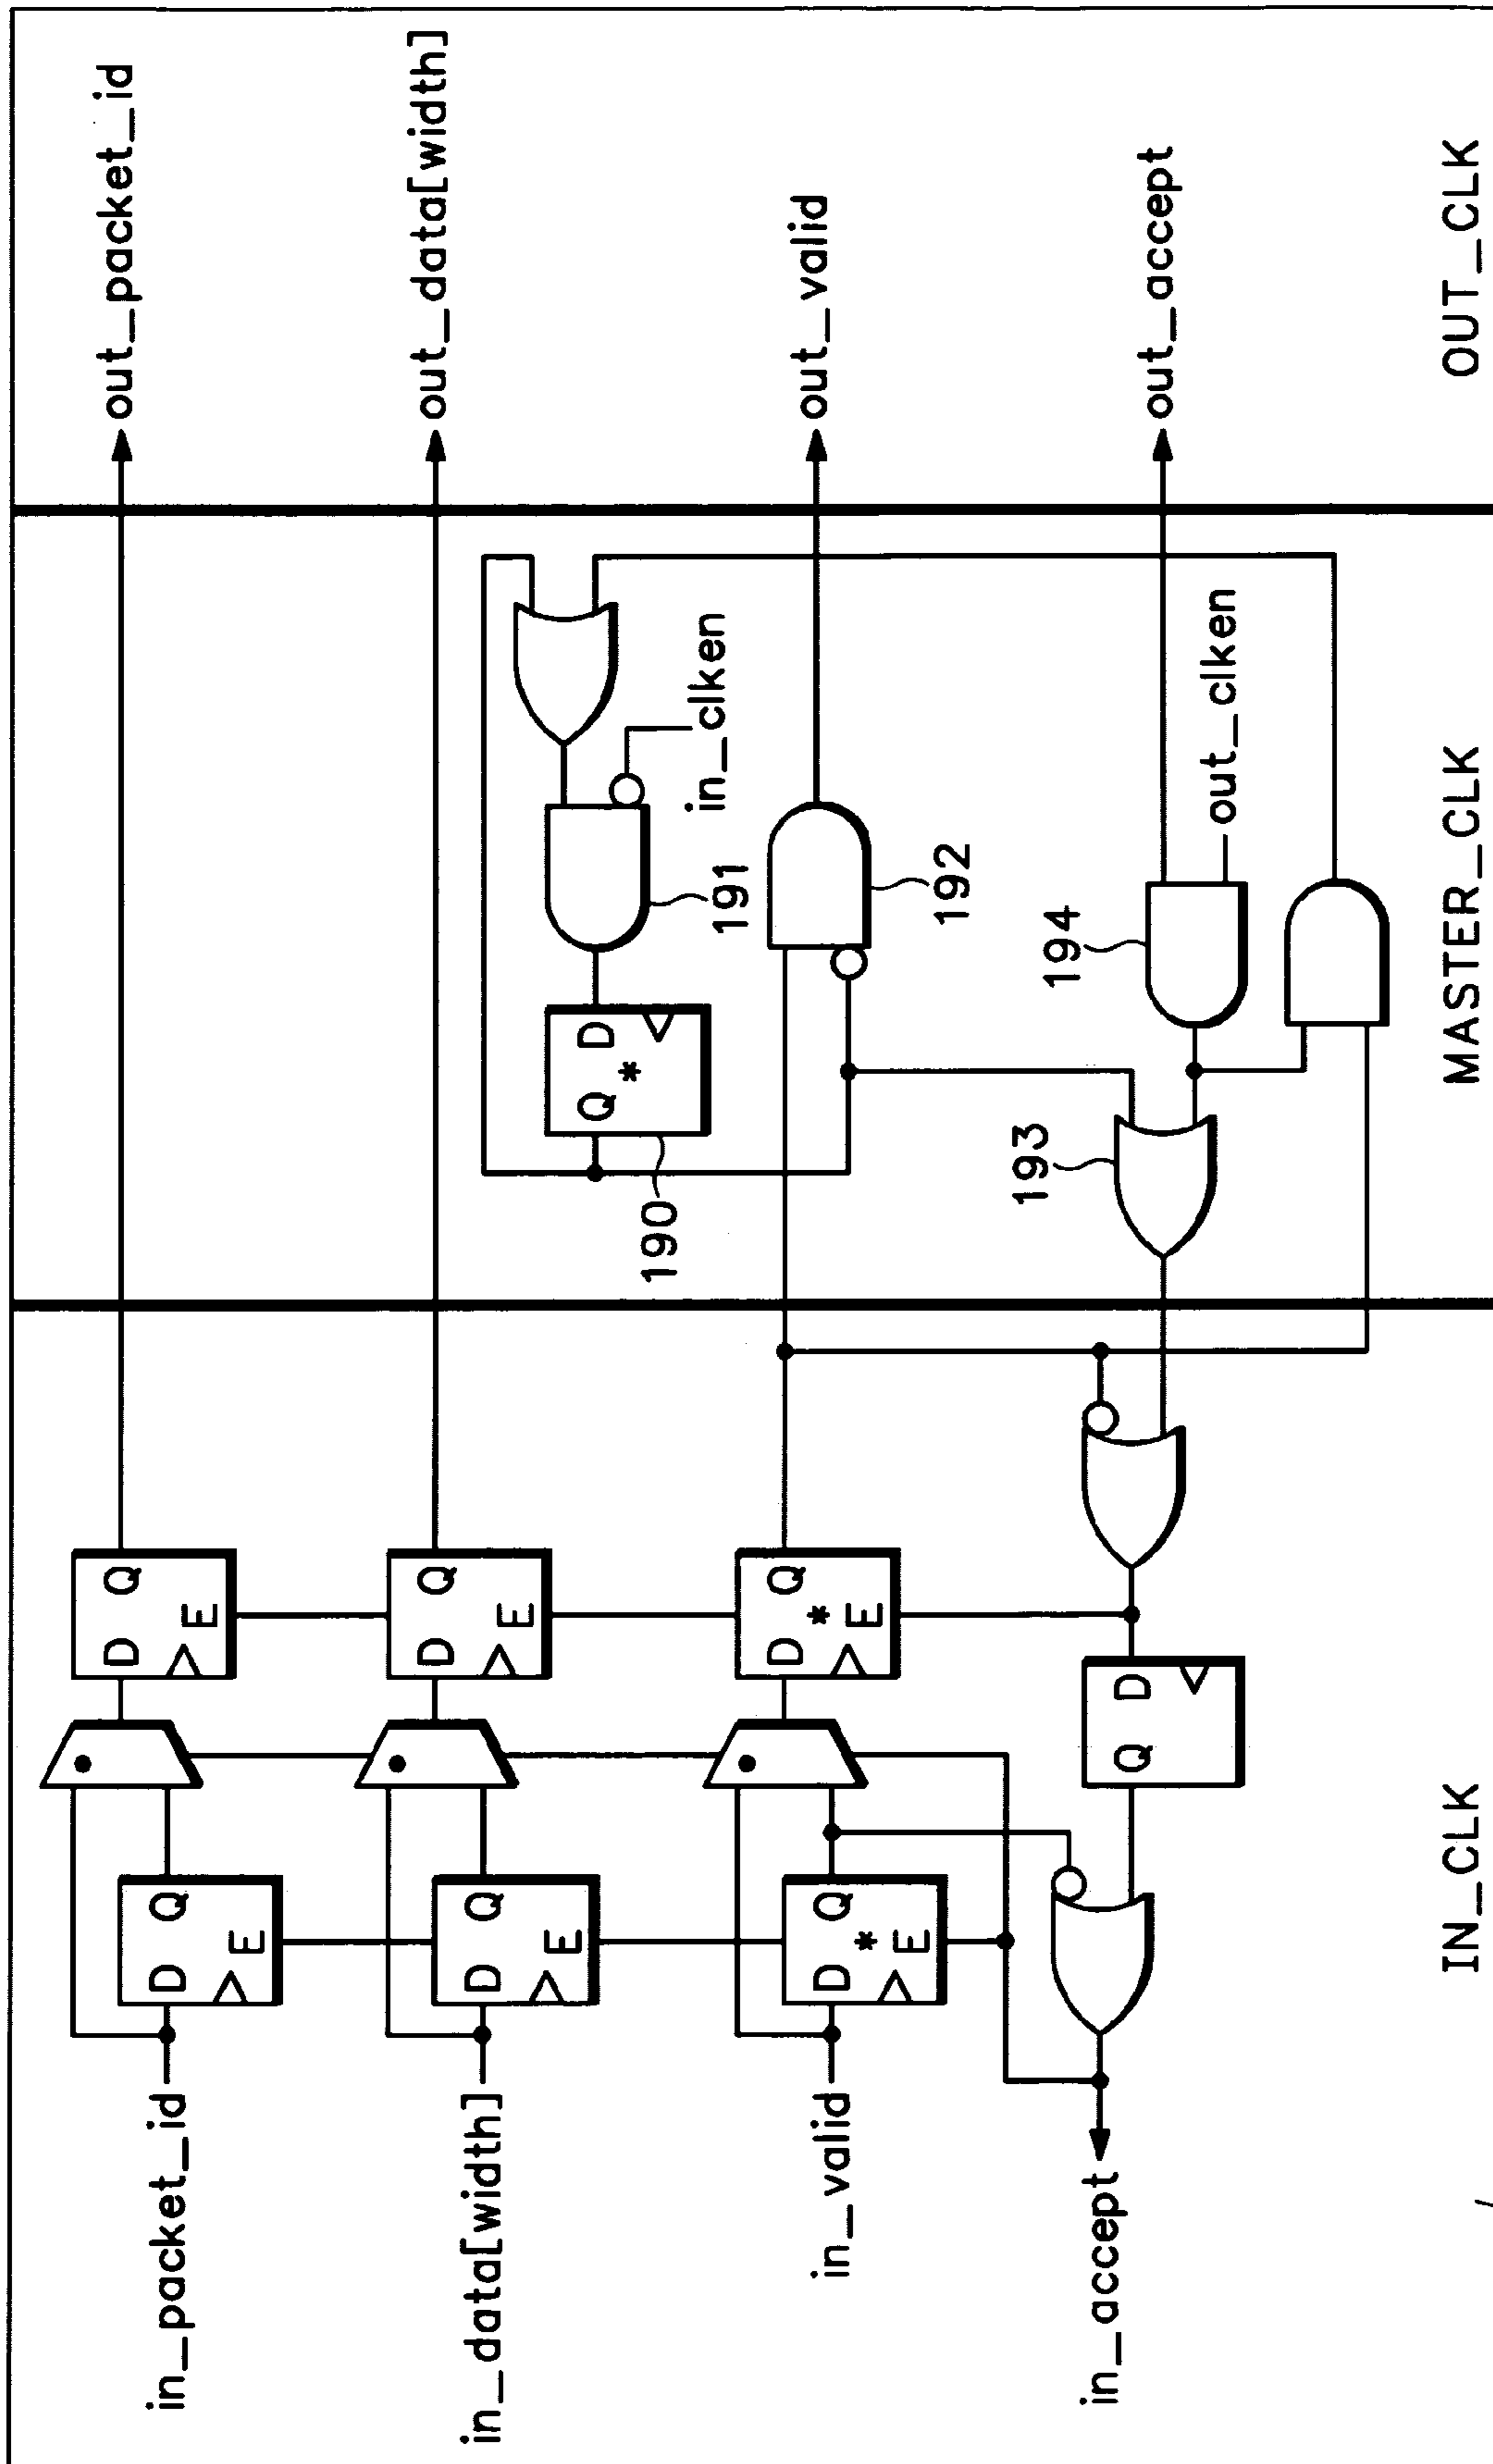 in_packet_id
D Q
E
D Q
E
out_packet_id
in_data[width]
D Q
E
D Q
E
out_data[width]
Q D
*
190
191
in_clken
in_valid
D Q
*
E
D Q
*
E
192
out_valid
in_accept
Q D
193
194
out_clken
out_accept
IN_CLK
MASTER_CLK
OUT_CLK